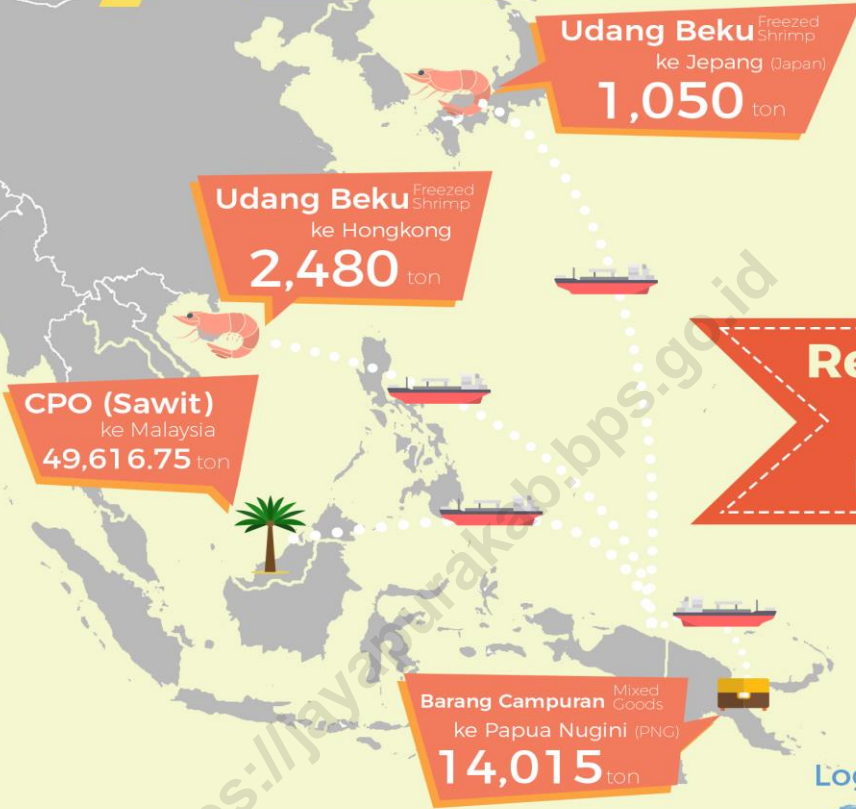 Udang Beku Freezed Shrimp
ke Jepang (Japan)
1,050 ton
Udang Beku Freezed Shrimp
ke Hongkong
2,480 ton
Re
CPO (Sawit)
ke Malaysia
49,616.75 ton
Barang Campuran Mixed Goods
ke Papua Nugini (PNG)
14,015 ton
Log
s://jayapurakab.bps.go.id